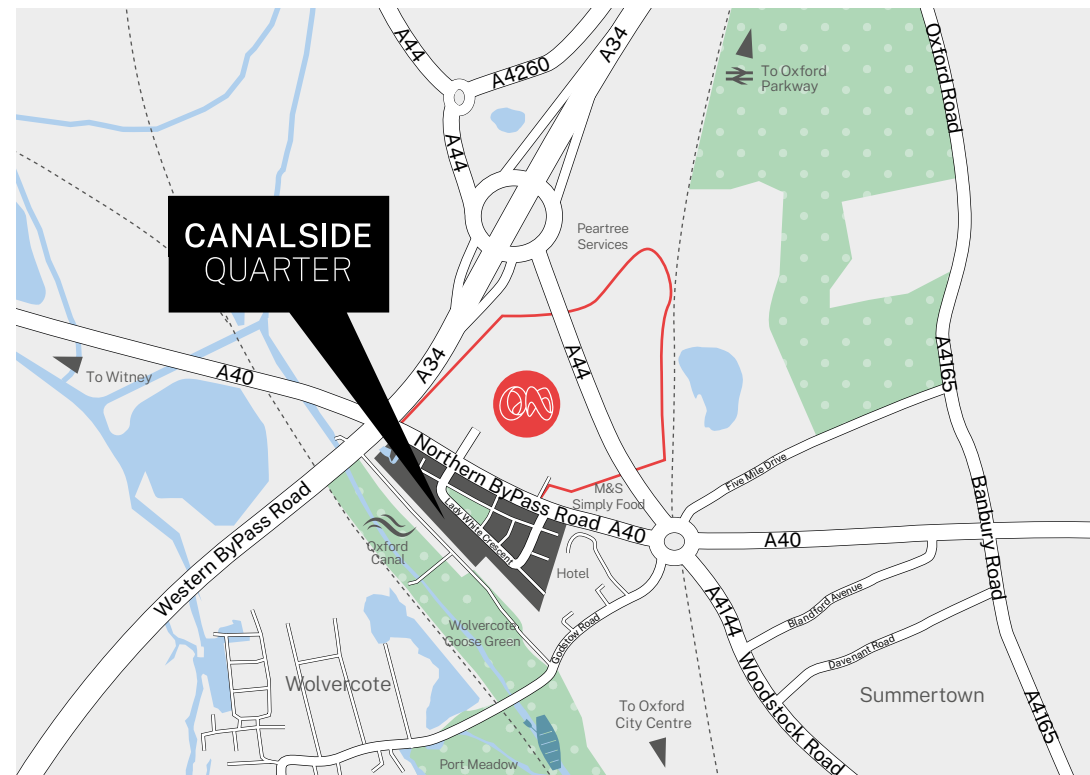 A44
A4260
A34
Oxford Road
To Oxford
Parkway
A44
CANALSIDE
QUARTER
Peartree
Services
To Witney
A40
A34
A44
A4165
Northern ByPass Road A40
Five Mile Drive
M&S
Simply Food
Lady White Crescent
Western ByPass Road
Oxford
Canal
Hotel
A40
Banbury Road
A4144
Blandford Avenue
Wolvercote
Goose Green
Godstow Road
Davenant Road
Wolvercote
Woodstock Road
Summertown
To Oxford
City Centre
A4165
Port Meadow